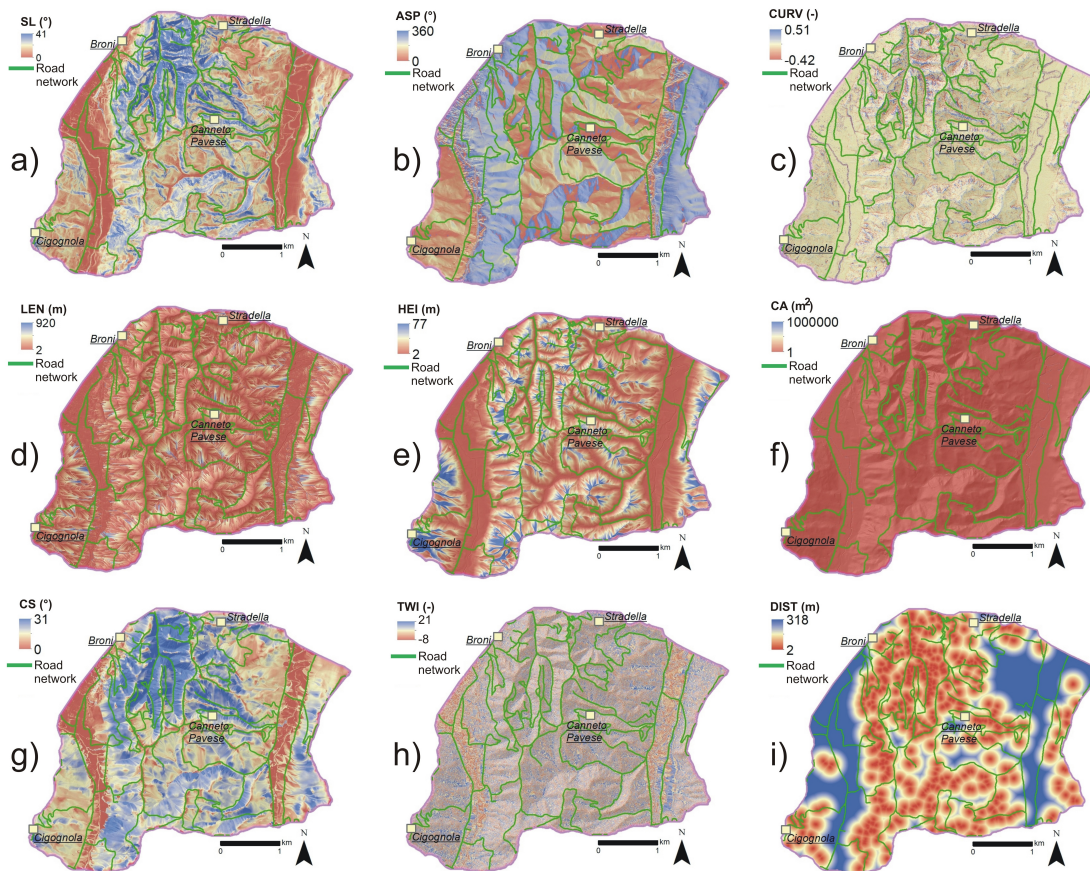 SL (°)
41
0
Road
network
Broni
Stradella
Canneto
Pavese
Cigognola
a)
0
1
km
N
ASP (°)
360
0
Road
network
Broni
Stradella
Canneto
Pavese
Cigognola
b)
0
1
km
N
CURV (-)
0.51
-0.42
Road
network
Broni
Stradella
Canneto
Pavese
Cigognola
c)
0
1
km
N
LEN (m)
920
2
Road
network
Broni
Stradella
Canneto
Pavese
Cigognola
d)
0
1
km
N
HEI (m)
77
2
Road
network
Broni
Stradella
Canneto
Pavese
Cigognola
e)
0
1
km
N
CA (m²)
1000000
1
Road
network
Broni
Stradella
Canneto
Pavese
Cigognola
f)
0
1
km
N
CS (°)
31
0
Road
network
Broni
Stradella
Canneto
Pavese
Cigognola
g)
0
1
km
N
TWI (-)
21
-8
Road
network
Broni
Stradella
Canneto
Pavese
Cigognola
h)
0
1
km
N
DIST (m)
318
2
Road
network
Broni
Stradella
Canneto
Pavese
Cigognola
i)
0
1
km
N